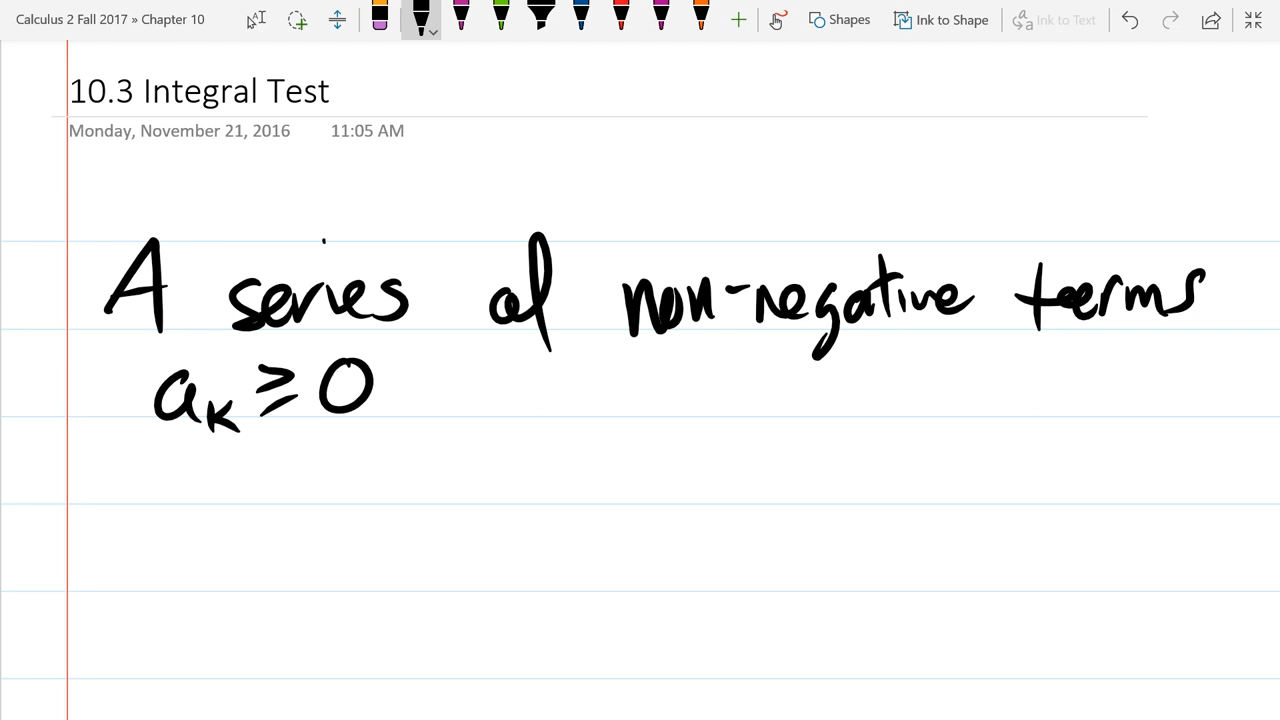 Calculus 2 Fall 2017 » Chapter 10
Shapes
Ink to Shape
Ink to Text
10.3 Integral Test
Monday, November 21, 2016 11:05 AM
A series of non-negative terms
aₖ ≥ 0